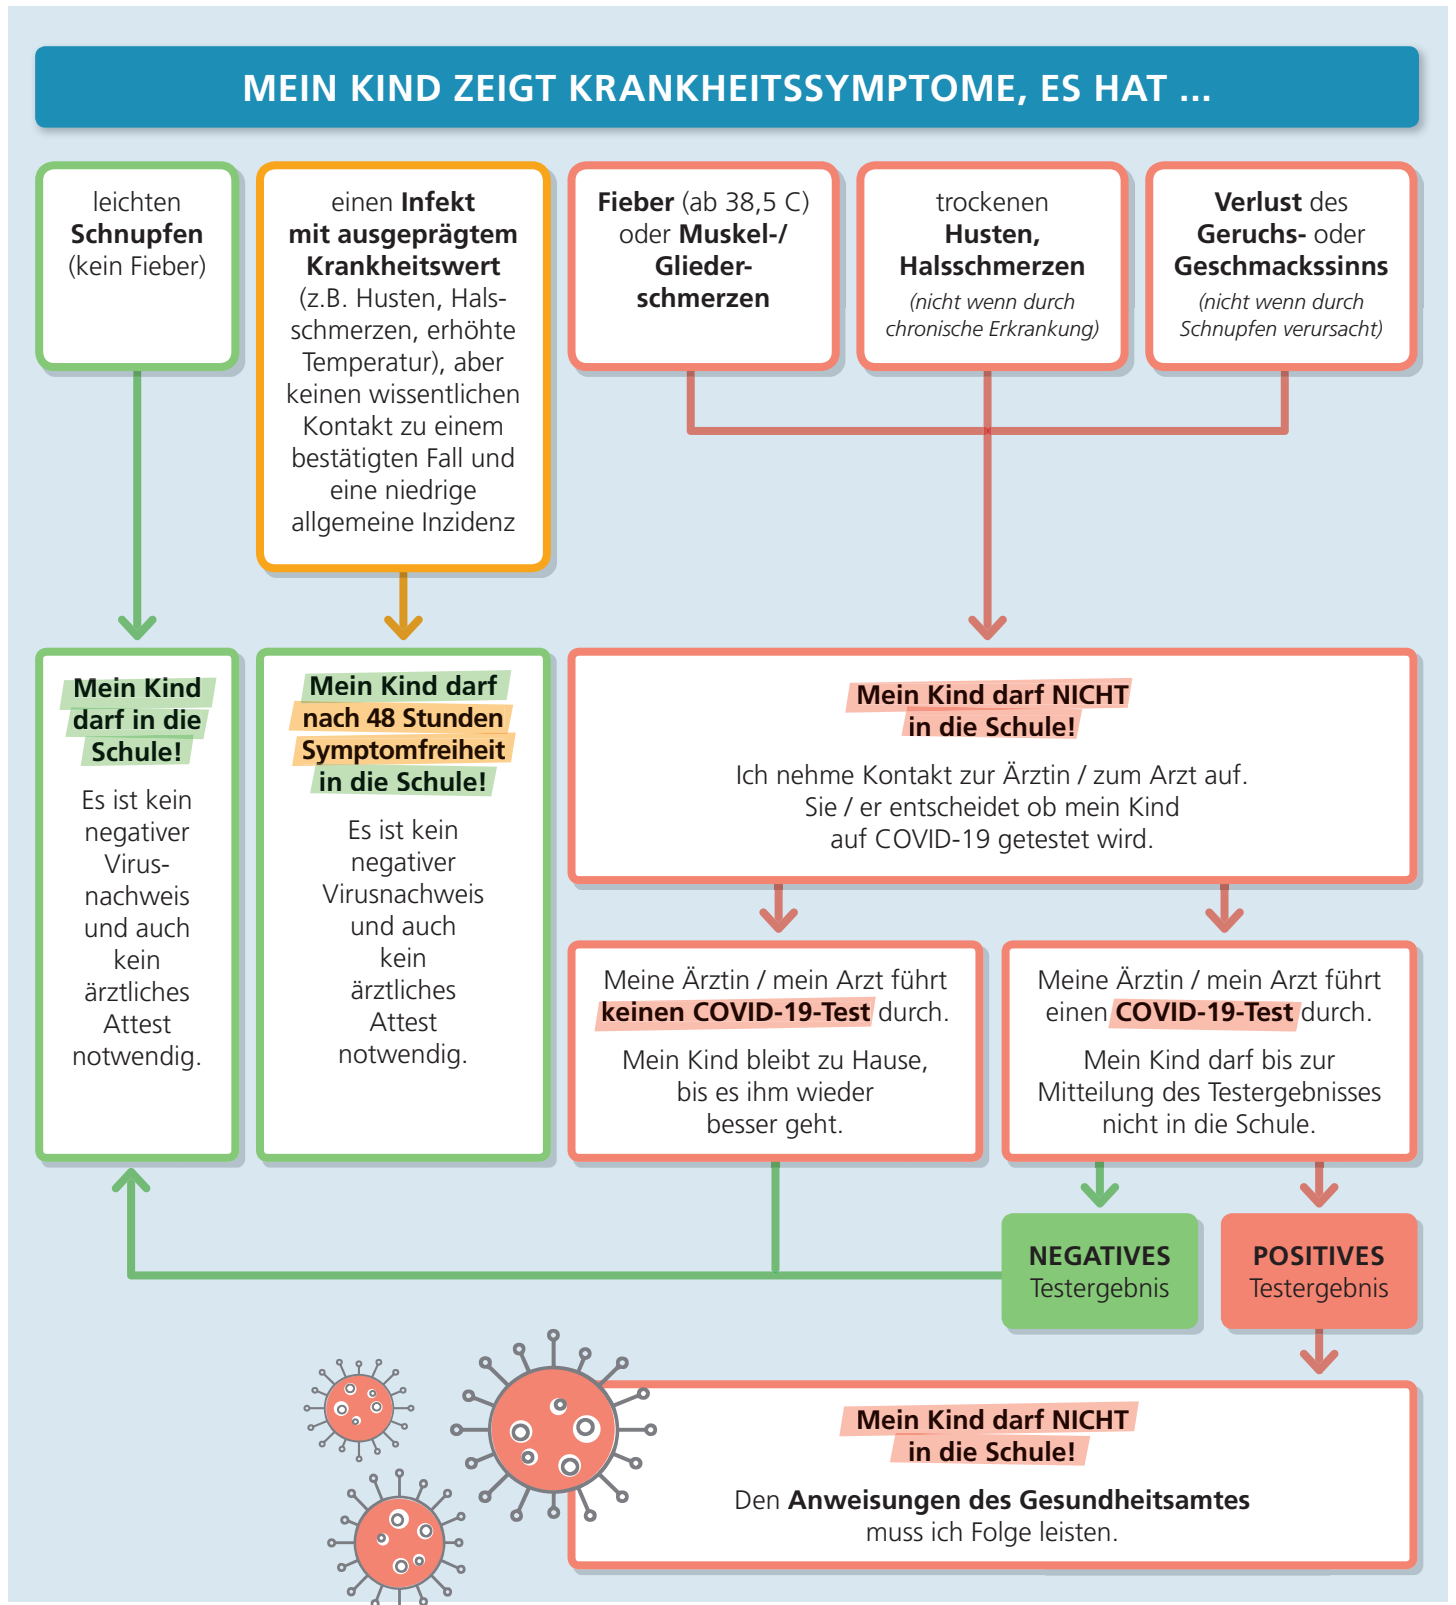 MEIN KIND ZEIGT KRANKHEITSSYMPTOME, ES HAT ...
leichten
Schnupfen
(kein Fieber)
einen Infekt
mit ausgeprägtem
Krankheitswert
(z.B. Husten, Hals-
schmerzen, erhöhte
Temperatur), aber
keinen wissentlichen
Kontakt zu einem
bestätigten Fall und
eine niedrige
allgemeine Inzidenz
Fieber (ab 38,5 C)
oder Muskel-/
Glieder-
schmerzen
trockenen
Husten,
Halsschmerzen
(nicht wenn durch
chronische Erkrankung)
Verlust des
Geruchs- oder
Geschmackssinns
(nicht wenn durch
Schnupfen verursacht)
Mein Kind
darf in die
Schule!
Es ist kein
negativer
Virus-
nachweis
und auch
kein
ärztliches
Attest
notwendig.
Mein Kind darf
nach 48 Stunden
Symptomfreiheit
in die Schule!
Es ist kein
negativer
Virusnachweis
und auch
kein
ärztliches
Attest
notwendig.
Mein Kind darf NICHT
in die Schule!
Ich nehme Kontakt zur Ärztin / zum Arzt auf.
Sie / er entscheidet ob mein Kind
auf COVID-19 getestet wird.
Meine Ärztin / mein Arzt führt
keinen COVID-19-Test durch.
Mein Kind bleibt zu Hause,
bis es ihm wieder
besser geht.
Meine Ärztin / mein Arzt führt
einen COVID-19-Test durch.
Mein Kind darf bis zur
Mitteilung des Testergebnisses
nicht in die Schule.
NEGATIVES
Testergebnis
POSITIVES
Testergebnis
Mein Kind darf NICHT
in die Schule!
Den Anweisungen des Gesundheitsamtes
muss ich Folge leisten.